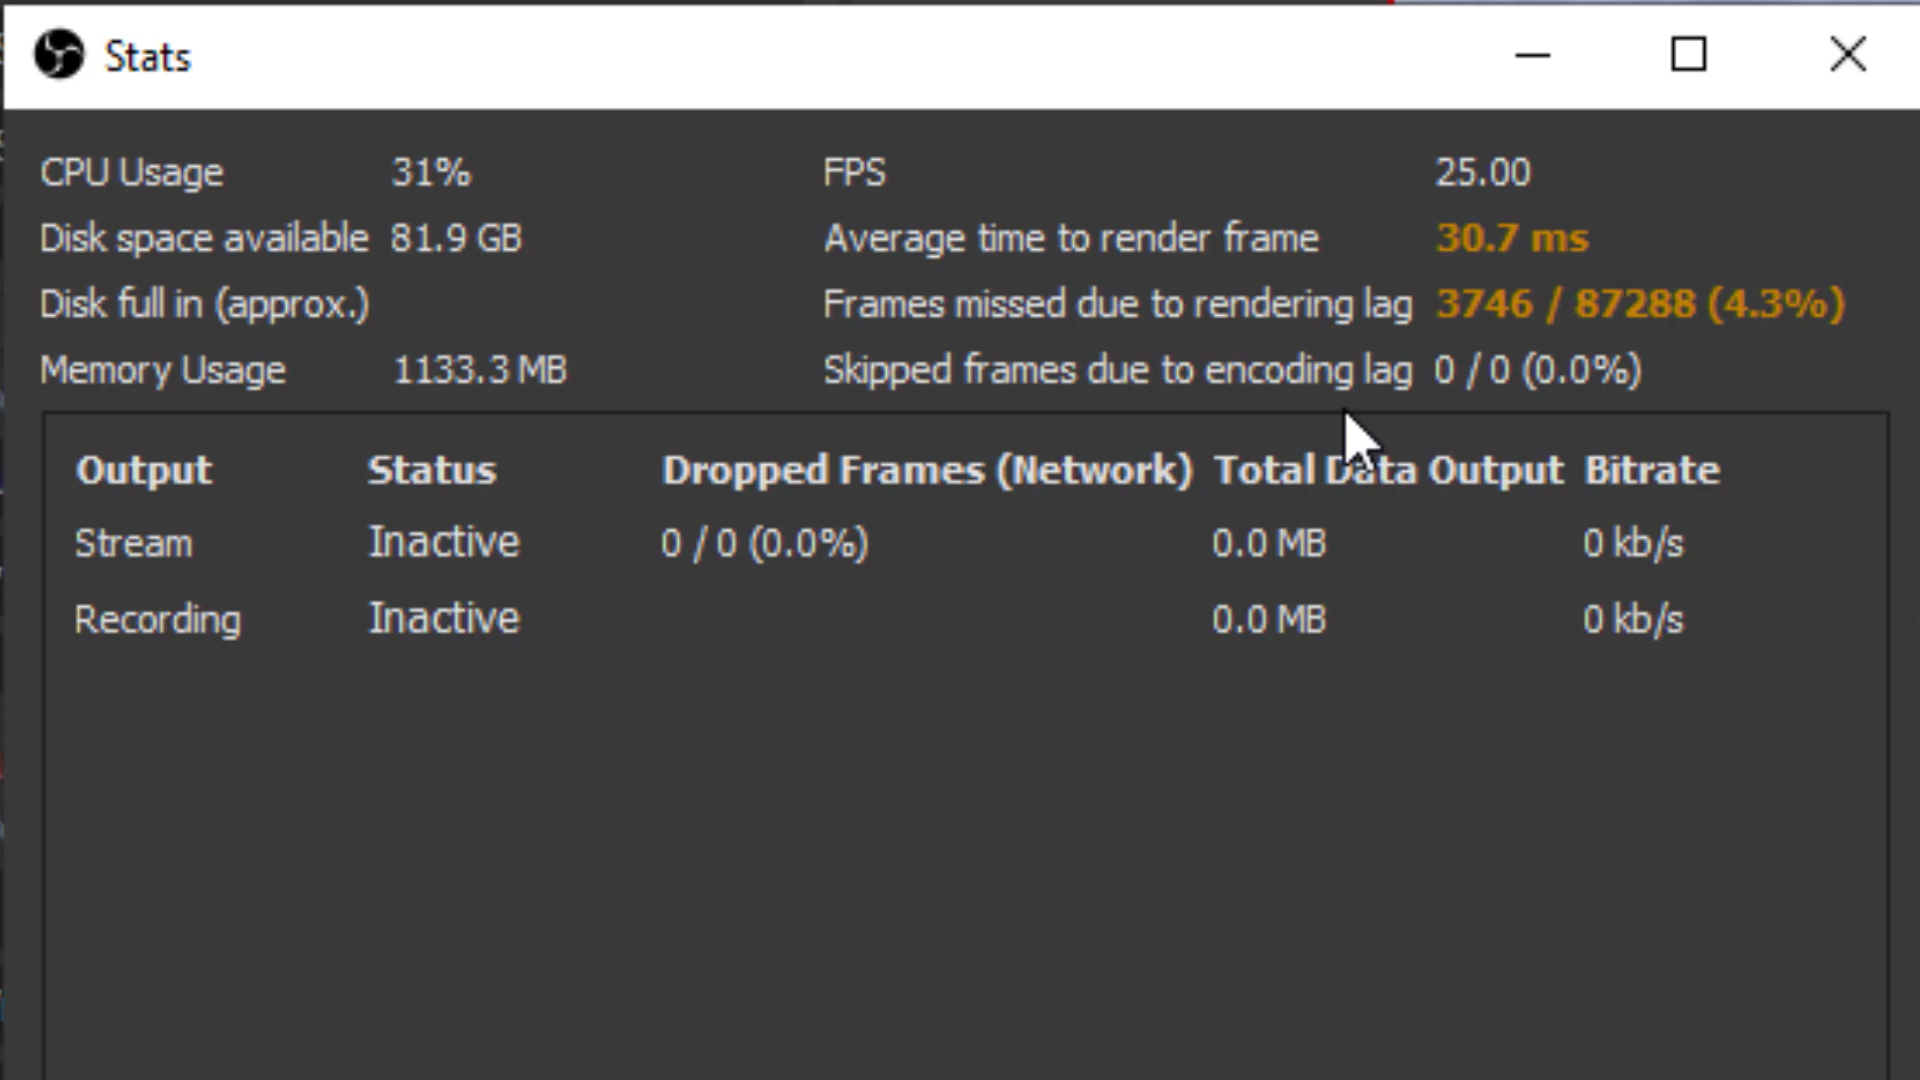 Stats
CPU Usage 31% FPS 25.00
Disk space available 81.9 GB Average time to render frame 30.7 ms
Disk full in (approx.) Frames missed due to rendering lag 3746 / 87288 (4.3%)
Memory Usage 1133.3 MB Skipped frames due to encoding lag 0 / 0 (0.0%)
Output Status Dropped Frames (Network) Total Data Output Bitrate
Stream Inactive 0 / 0 (0.0%) 0.0 MB 0 kb/s
Recording Inactive 0.0 MB 0 kb/s